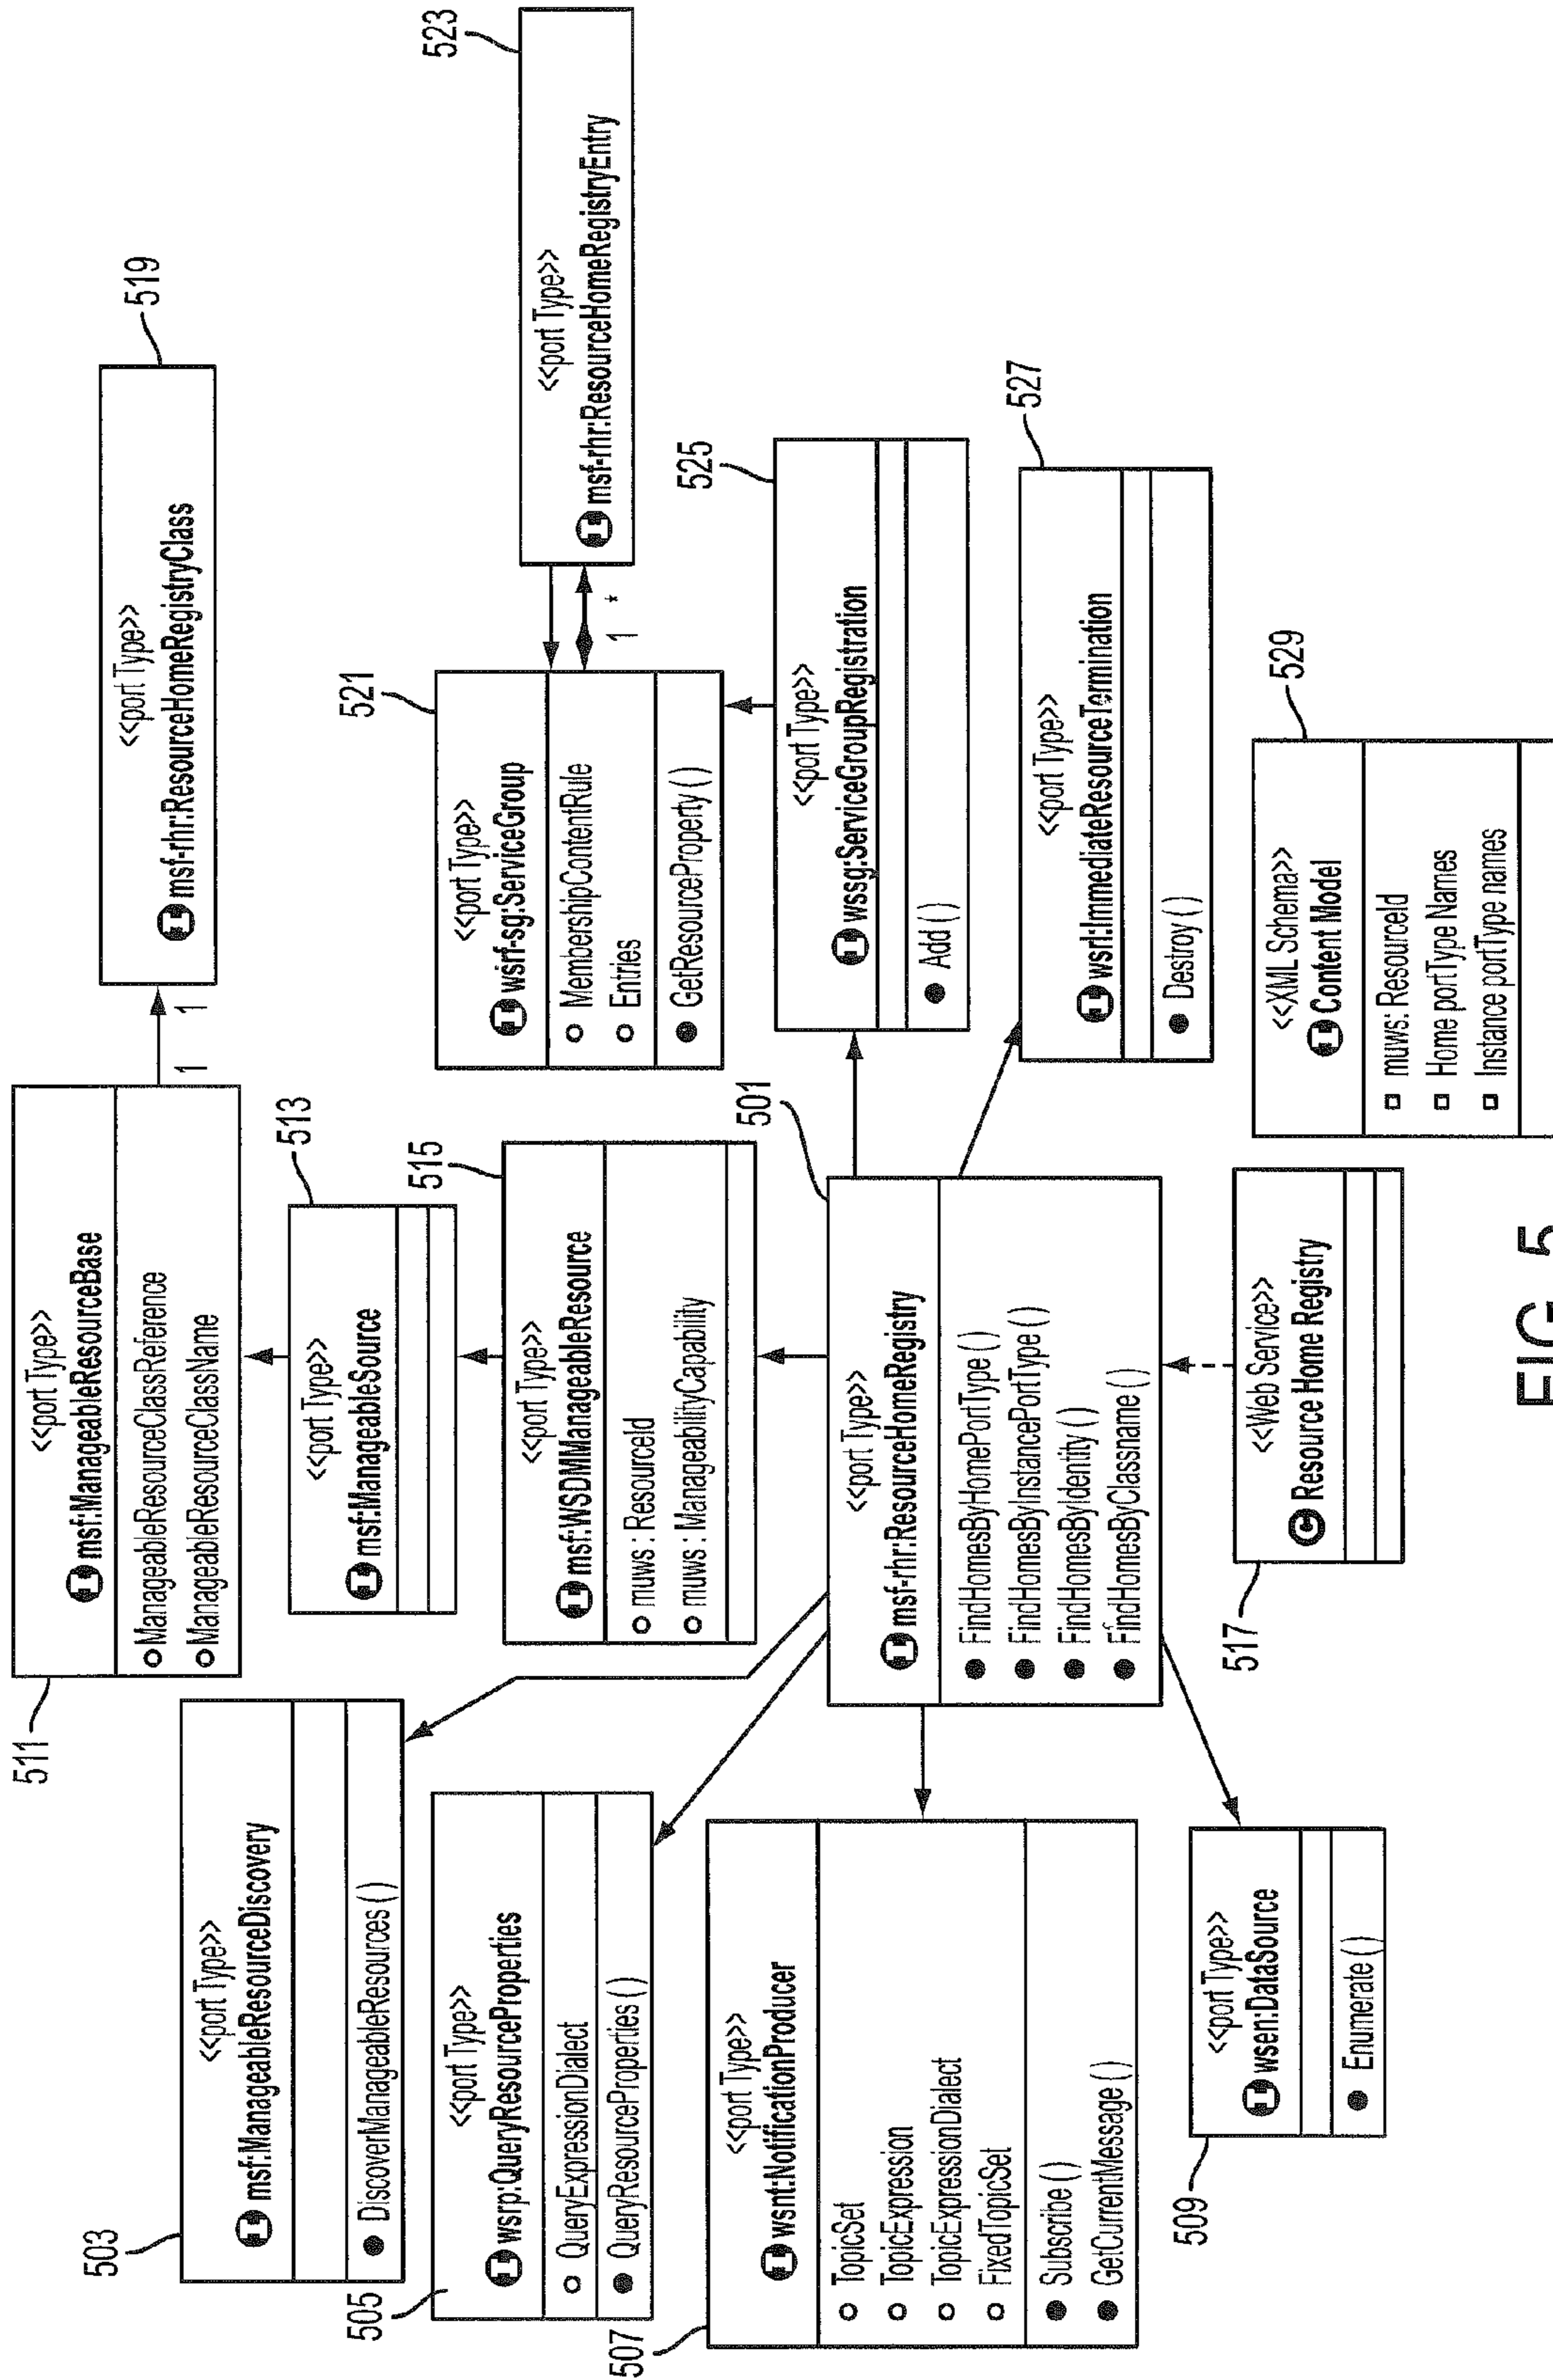 511
<<port Type>>
msf:ManageableResourceBase
ManageableResourceClassReference
ManageableResourceClassName
1
1
519
<<port Type>>
msf-rhr:ResourceHomeRegistryClass
503
<<port Type>>
msf:ManageableResourceDiscovery
DiscoverManageableResources ( )
513
<<port Type>>
msf:ManageableSource
521
<<port Type>>
wsrf-sg:ServiceGroup
MembershipContentRule
Entries
GetResourceProperty ( )
1
*
523
<<port Type>>
msf-rhr:ResourceHomeRegistryEntry
505
<<port Type>>
wsrp:QueryResourceProperties
QueryExpressionDialect
QueryResourceProperties ( )
515
<<port Type>>
msf:WSDMManageableResource
muws : ResourceId
muws : ManageabilityCapability
525
<<port Type>>
wssg:ServiceGroupRegistration
Add ( )
507
<<port Type>>
wsnt:NotificationProducer
TopicSet
TopicExpression
TopicExpressionDialect
FixedTopicSet
Subscribe ( )
GetCurrentMessage ( )
501
<<port Type>>
msf-rhr:ResourceHomeRegistry
FindHomesByHomePortType ( )
FindHomesByInstancePortType ( )
FindHomesByIdentity ( )
FindHomesByClassname ( )
527
<<port Type>>
wsrl:ImmediateResourceTermination
Destroy ( )
509
<<port Type>>
wsen:DataSource
Enumerate ( )
517
<<Web Service>>
Resource Home Registry
529
<<XML Schema>>
Content Model
muws: ResourceId
Home portType Names
Instance portType names
FIG. 5